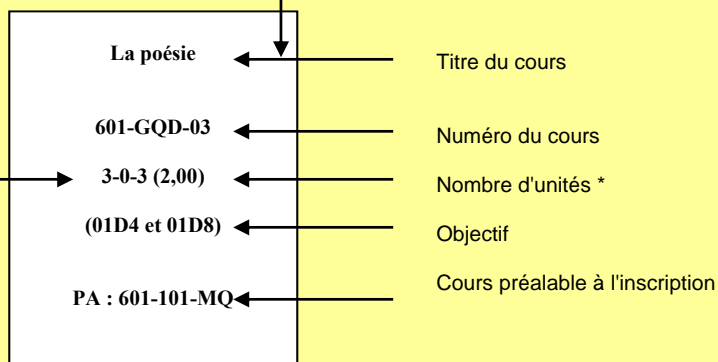 La poésie
Titre du cours
601-GQD-03
Numéro du cours
3-0-3 (2,00)
Nombre d'unités *
(01D4 et 01D8)
Objectif
PA : 601-101-MQ
Cours préalable à l'inscription